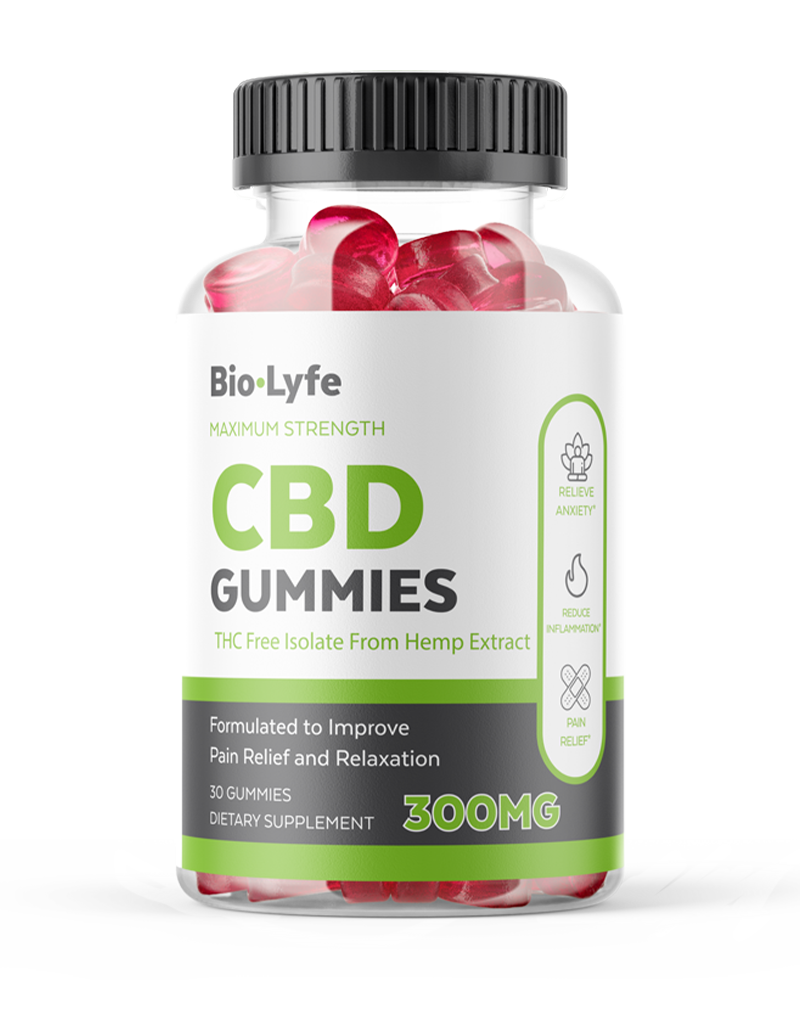 Bio•Lyfe
MAXIMUM STRENGTH
CBD
GUMMIES
THC Free Isolate From Hemp Extract
Formulated to Improve
Pain Relief and Relaxation
30 GUMMIES
DIETARY SUPPLEMENT
300MG
RELIEVE
ANXIETY*
REDUCE
INFLAMMATION*
PAIN
RELIEF*